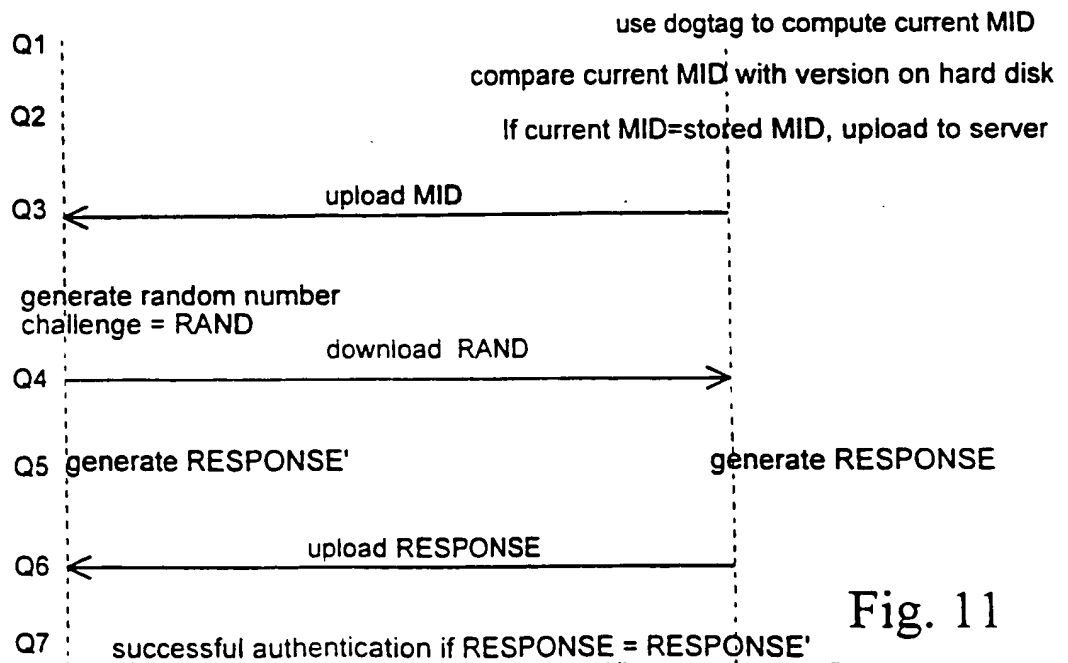 use dogtag to compute current MID
Q1
compare current MID with version on hard disk
Q2
If current MID=stored MID, upload to server
upload MID
Q3
generate random number
challenge = RAND
download RAND
Q4
Q5 generate RESPONSE' generate RESPONSE
upload RESPONSE
Q6
Fig. 11
Q7 successful authentication if RESPONSE = RESPONSE'